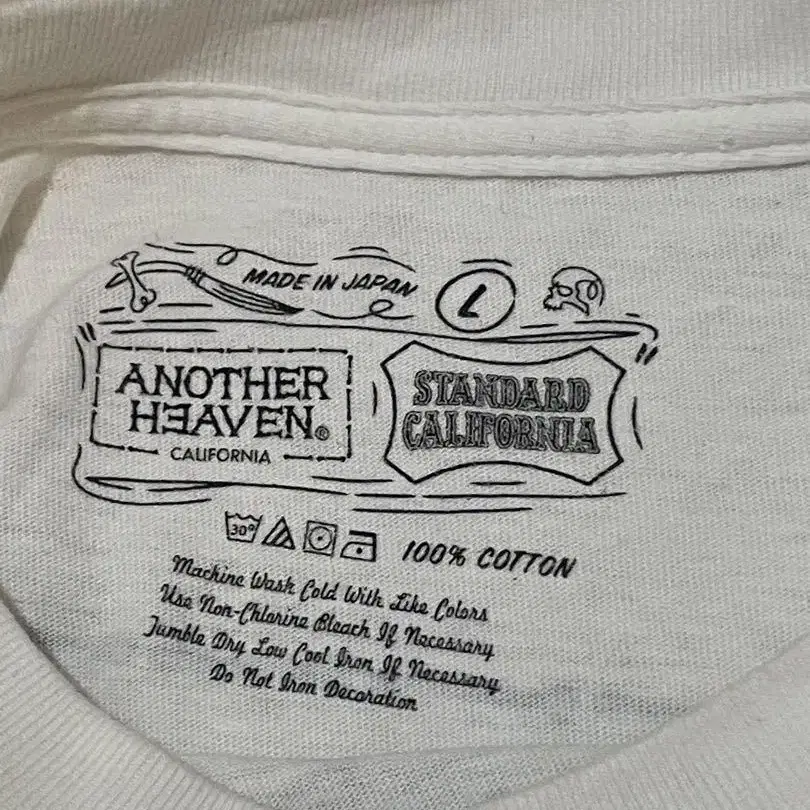 MADE IN JAPAN L
ANOTHER
HƎAVEN®
CALIFORNIA
STANDARD
CALIFORNIA
30° 100% COTTON
Machine Wash Cold With Like Colors
Use Non-Chlorine Bleach If Necessary
Tumble Dry Low Cool Iron If Necessary
Do Not Iron Decoration